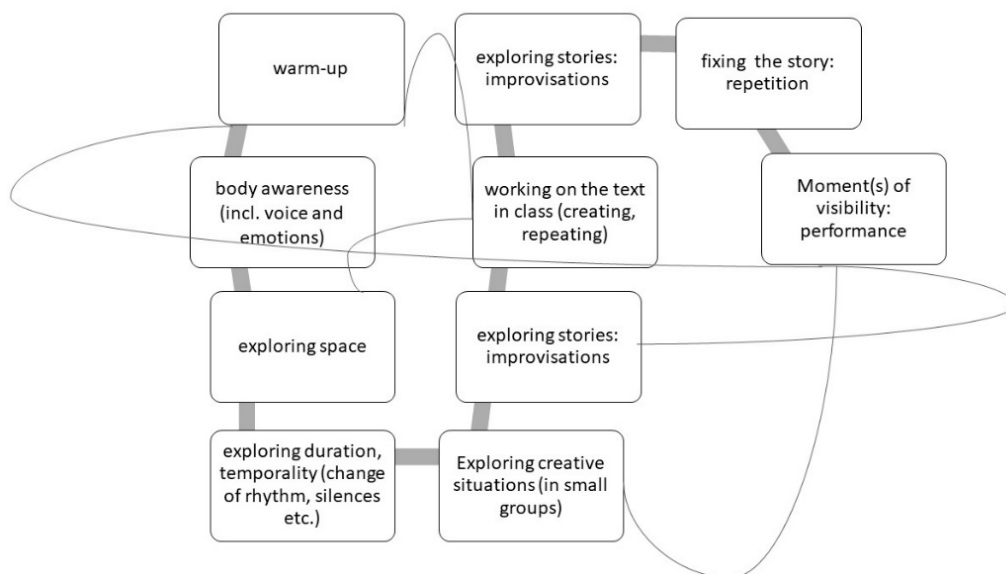 warm-up
body awareness
(incl. voice and
emotions)
exploring space
exploring duration,
temporality (change
of rhythm, silences
etc.)
Exploring creative
situations (in small
groups)
exploring stories:
improvisations
working on the text
in class (creating,
repeating)
exploring stories:
improvisations
fixing the story:
repetition
Moment(s) of
visibility:
performance